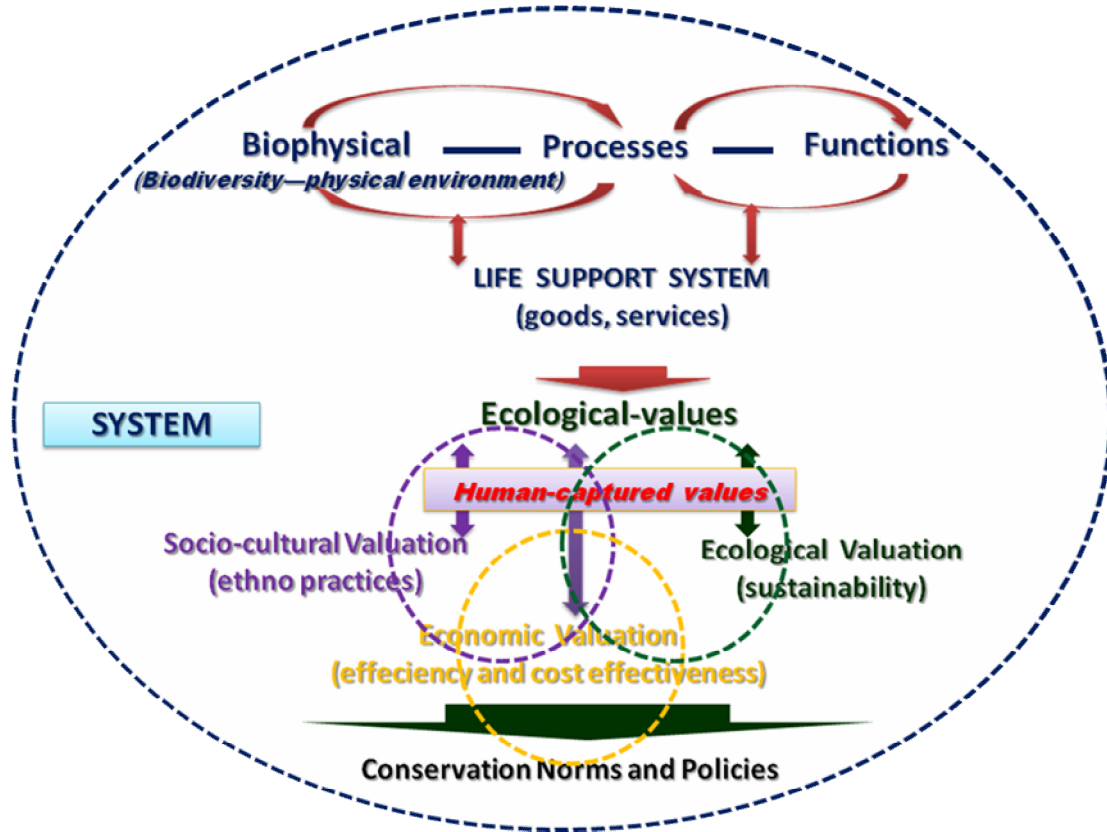 Biophysical — Processes — Functions
(Biodiversity—physical environment)
LIFE SUPPORT SYSTEM
(goods, services)
Ecological-values
SYSTEM
Human-captured values
Socio-cultural Valuation
(ethno practices)
Ecological Valuation
(sustainability)
Economic Valuation
(effeciency and cost effectiveness)
Conservation Norms and Policies